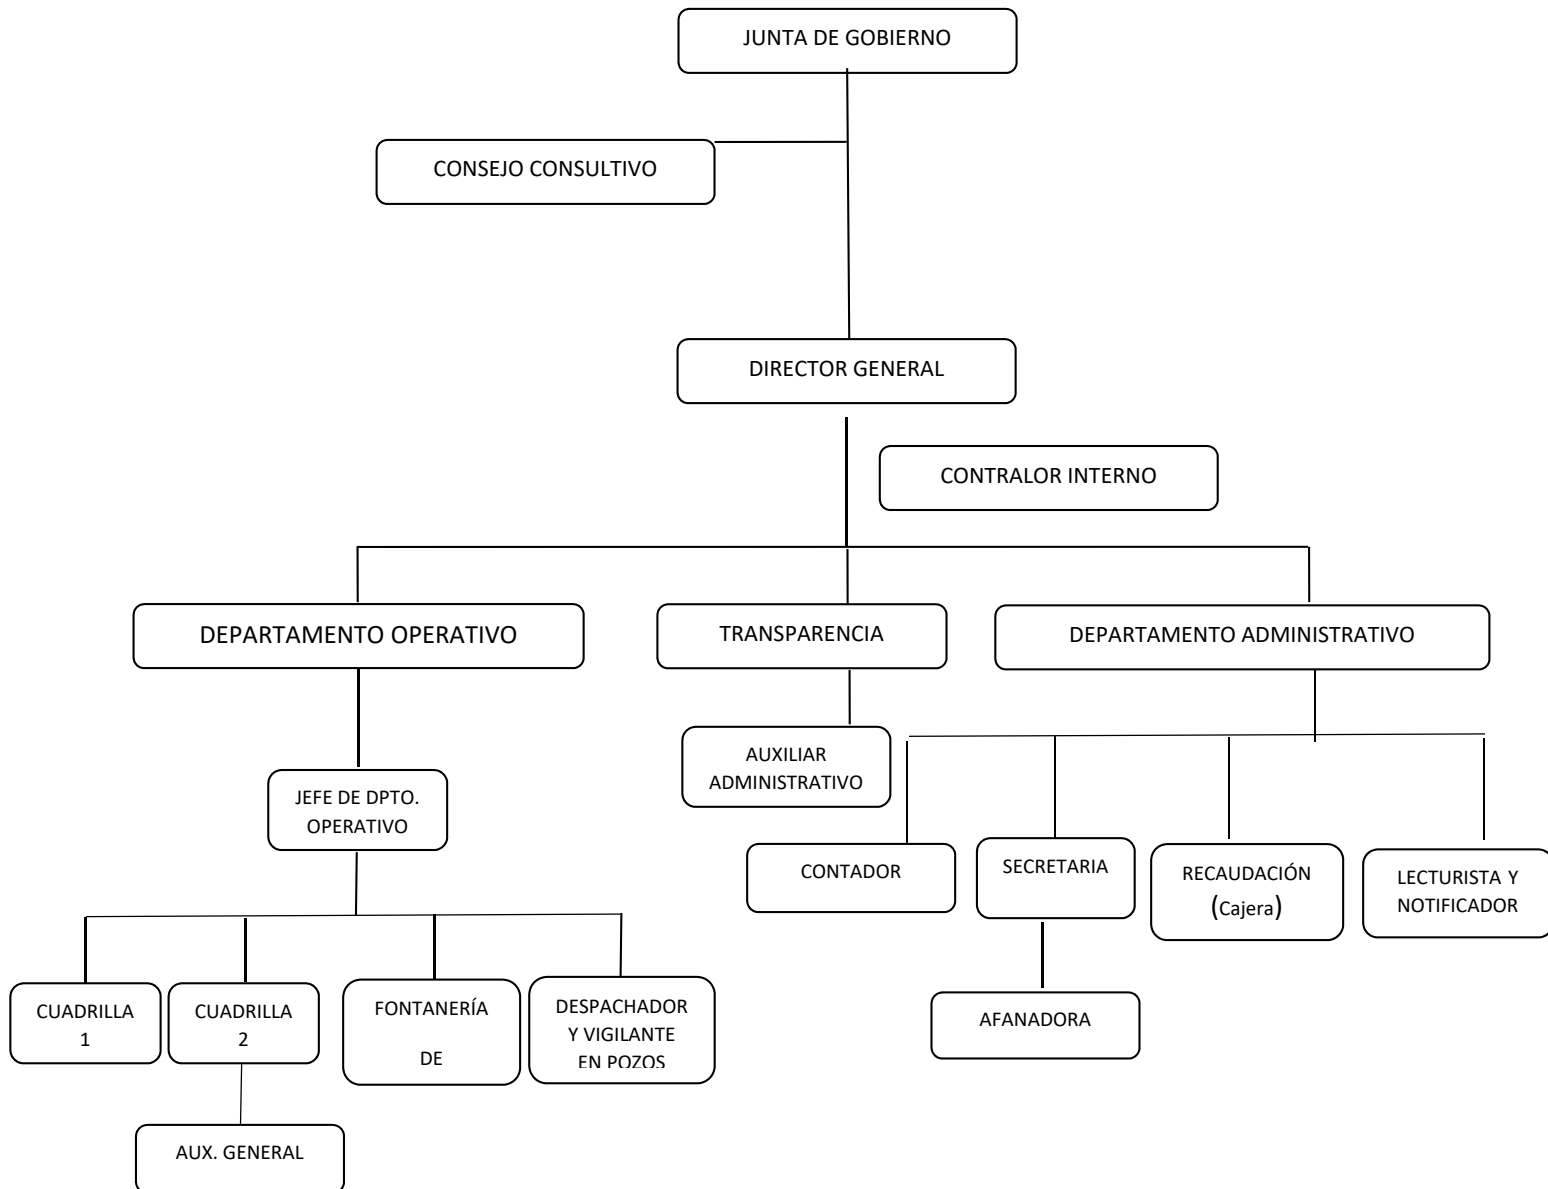 JUNTA DE GOBIERNO
CONSEJO CONSULTIVO
DIRECTOR GENERAL
CONTRALOR INTERNO
DEPARTAMENTO OPERATIVO
TRANSPARENCIA
DEPARTAMENTO ADMINISTRATIVO
AUXILIAR
ADMINISTRATIVO
JEFE DE DPTO.
OPERATIVO
CONTADOR
SECRETARIA
RECAUDACIÓN
(Cajera)
LECTURISTA Y
NOTIFICADOR
CUADRILLA
1
CUADRILLA
2
FONTANERÍA
DE
DESPACHADOR
Y VIGILANTE
EN POZOS
AFANADORA
AUX. GENERAL